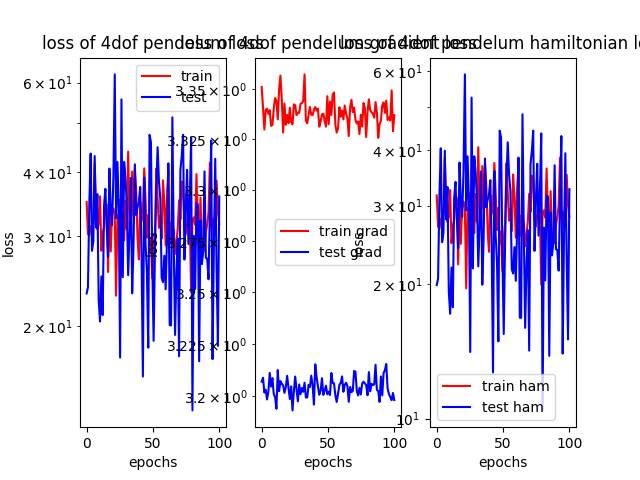 loss of 4dof pendelum loss
loss of 4dof pendelum gradient loss
loss of 4dof pendelum hamiltonian lo
6 × 10¹
4 × 10¹
3 × 10¹
2 × 10¹
loss
0
50
100
epochs
train
test
3.35 × 10⁰
3.325 × 10⁰
3.3 × 10⁰
3.275 × 10⁰
3.25 × 10⁰
3.225 × 10⁰
3.2 × 10⁰
loss
0
50
100
epochs
train grad
test grad
6 × 10¹
4 × 10¹
3 × 10¹
2 × 10¹
10¹
loss
0
50
100
epochs
train ham
test ham